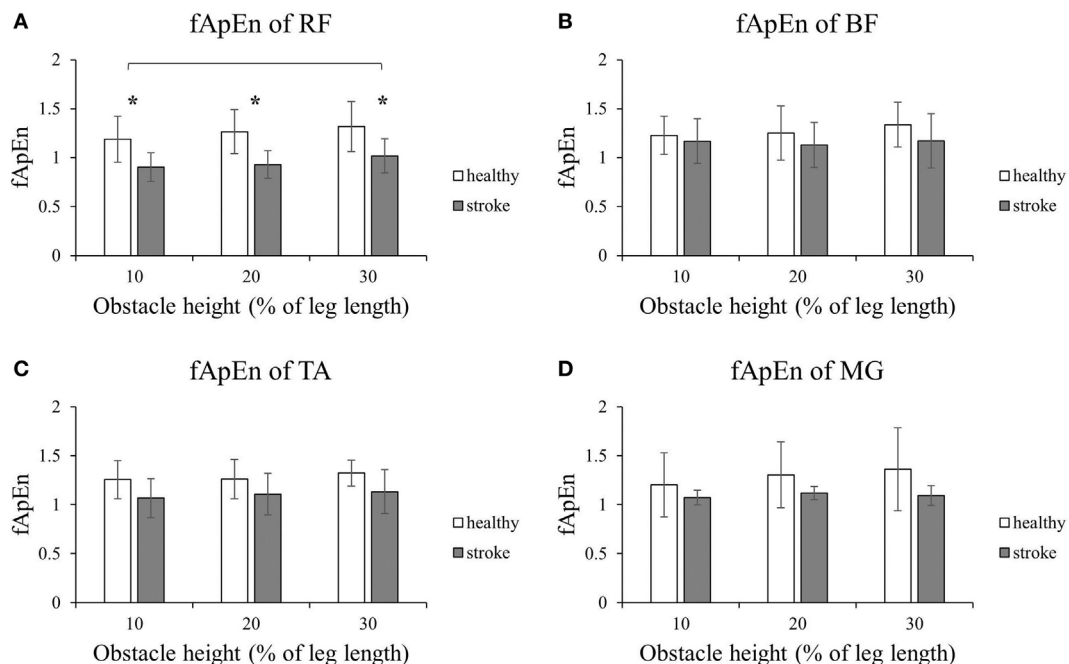 A
fApEn of RF
2
1.5
1
0.5
0
fApEn
*
*
*
healthy
stroke
10
20
30
Obstacle height (% of leg length)
B
fApEn of BF
2
1.5
1
0.5
0
fApEn
healthy
stroke
10
20
30
Obstacle height (% of leg length)
C
fApEn of TA
2
1.5
1
0.5
0
fApEn
healthy
stroke
10
20
30
Obstacle height (% of leg length)
D
fApEn of MG
2
1.5
1
0.5
0
fApEn
healthy
stroke
10
20
30
Obstacle height (% of leg length)